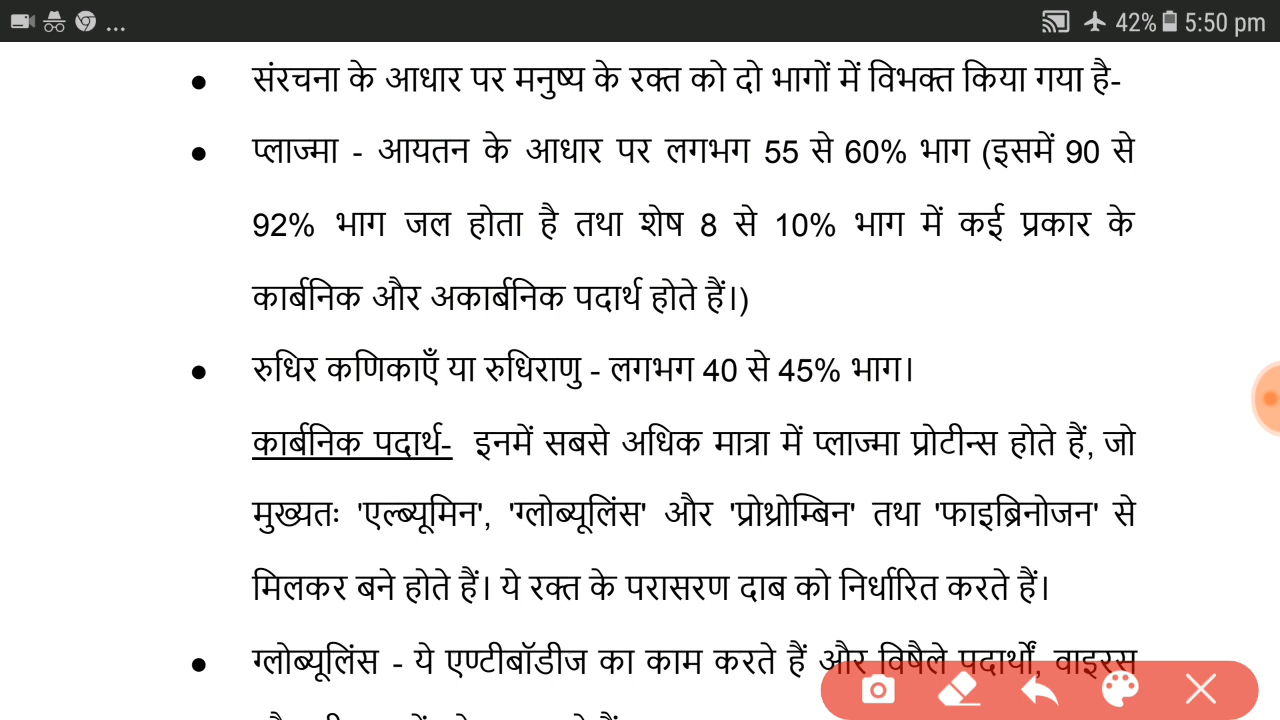 ... 42% 5:50 pm
● संरचना के आधार पर मनुष्य के रक्त को दो भागों में विभक्त किया गया है-
● प्लाज्मा - आयतन के आधार पर लगभग 55 से 60% भाग (इसमें 90 से
92% भाग जल होता है तथा शेष 8 से 10% भाग में कई प्रकार के
कार्बनिक और अकार्बनिक पदार्थ होते हैं।)
● रुधिर कणिकाएँ या रुधिराणु - लगभग 40 से 45% भाग।
कार्बनिक पदार्थ- इनमें सबसे अधिक मात्रा में प्लाज्मा प्रोटीन्स होते हैं, जो
मुख्यतः 'एल्ब्यूमिन', 'ग्लोब्यूलिंस' और 'प्रोथ्रोम्बिन' तथा 'फाइब्रिनोजन' से
मिलकर बने होते हैं। ये रक्त के परासरण दाब को निर्धारित करते हैं।
● ग्लोब्यूलिंस - ये एण्टीबॉडीज का काम करते हैं और विषैले पदार्थों, वाइरस